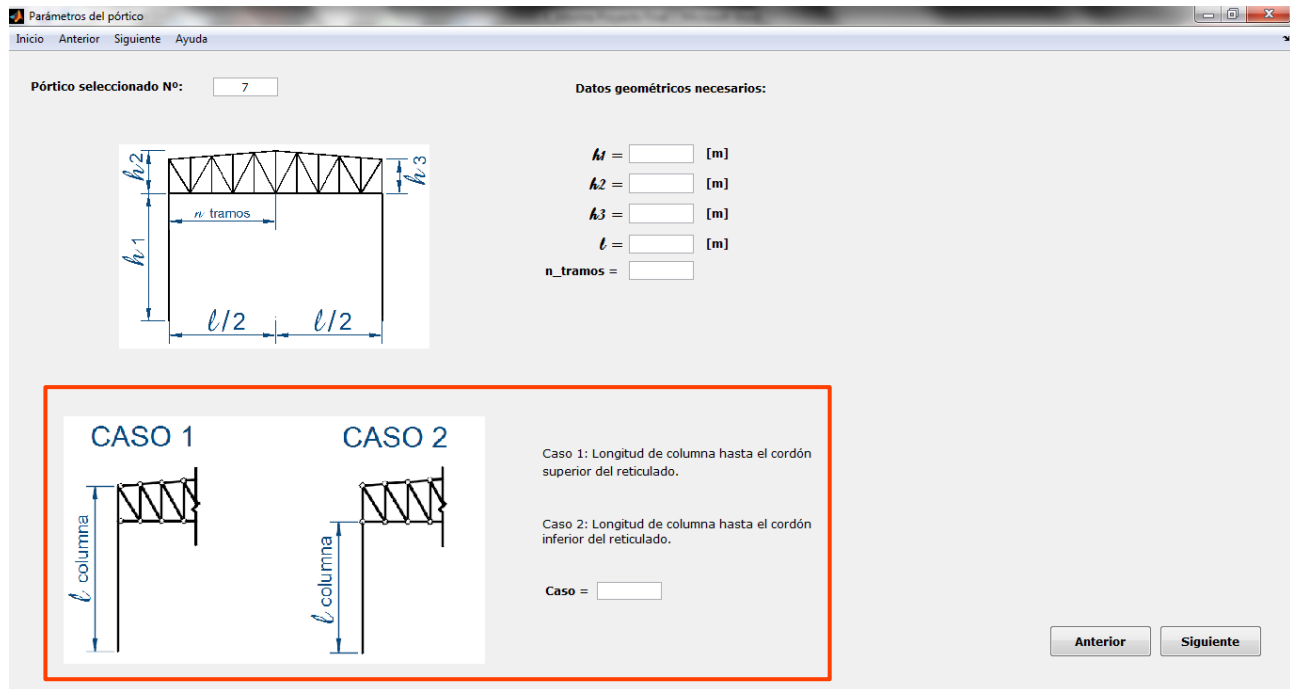 Parámetros del pórtico
Inicio Anterior Siguiente Ayuda
Pórtico seleccionado Nº: 7
h2
h3
n tramos
h1
l/2 l/2
Datos geométricos necesarios:
h1 = [m]
h2 = [m]
h3 = [m]
l = [m]
n_tramos =
CASO 1 CASO 2
l columna
l columna
Caso 1: Longitud de columna hasta el cordón
superior del reticulado.
Caso 2: Longitud de columna hasta el cordón
inferior del reticulado.
Caso =
Anterior Siguiente